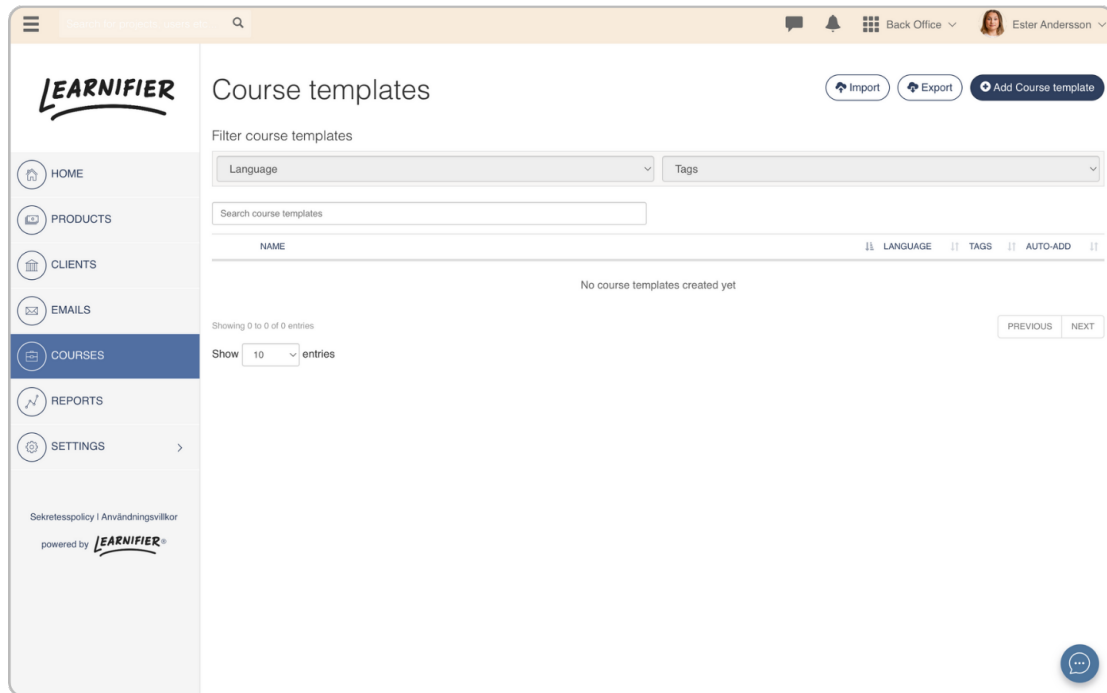 Back Office
Ester Andersson
LEARNIFIER
Course templates
Import
Export
Add Course template
Filter course templates
Language
Tags
Search course templates
NAME
LANGUAGE
TAGS
AUTO-ADD
No course templates created yet
Showing 0 to 0 of 0 entries
PREVIOUS
NEXT
Show 10 entries
HOME
PRODUCTS
CLIENTS
EMAILS
COURSES
REPORTS
SETTINGS
Sekretesspolicy | Användningsvillkor
powered by LEARNIFIER®